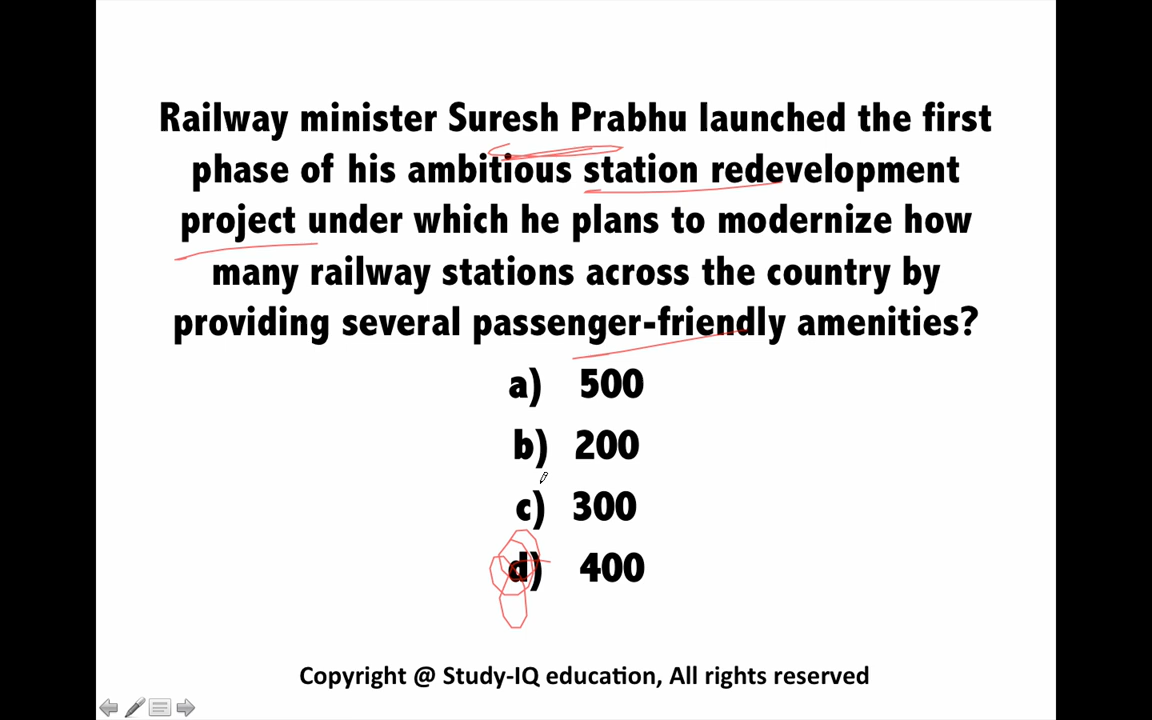 Railway minister Suresh Prabhu launched the first
phase of his ambitious station redevelopment
project under which he plans to modernize how
many railway stations across the country by
providing several passenger-friendly amenities?
a) 500
b) 200
c) 300
d) 400
Copyright @ Study-IQ education, All rights reserved